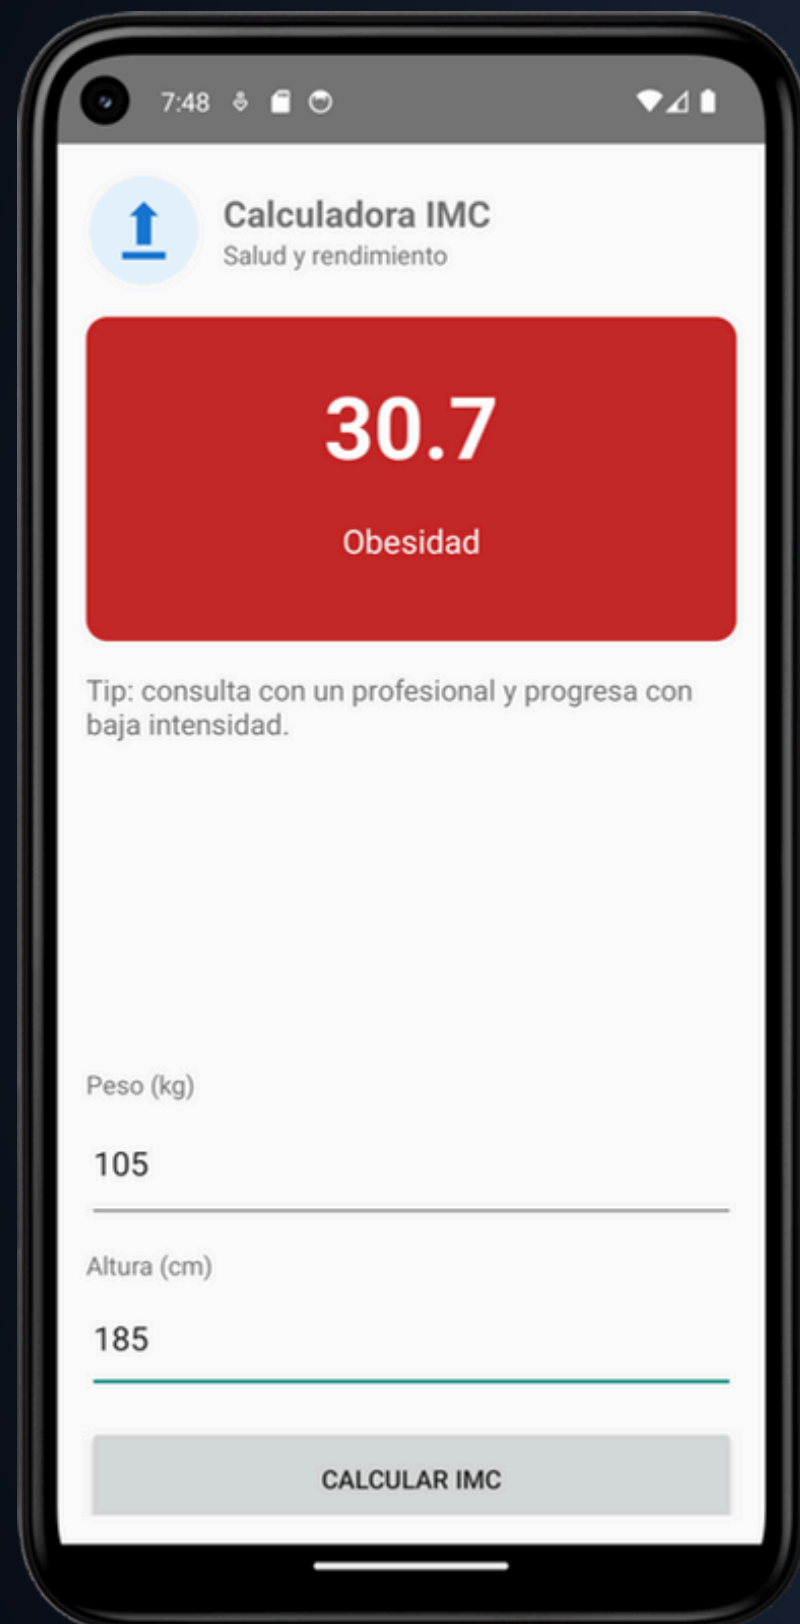 7:48
Calculadora IMC
Salud y rendimiento
30.7
Obesidad
Tip: consulta con un profesional y progresa con
baja intensidad.
Peso (kg)
105
Altura (cm)
185
CALCULAR IMC